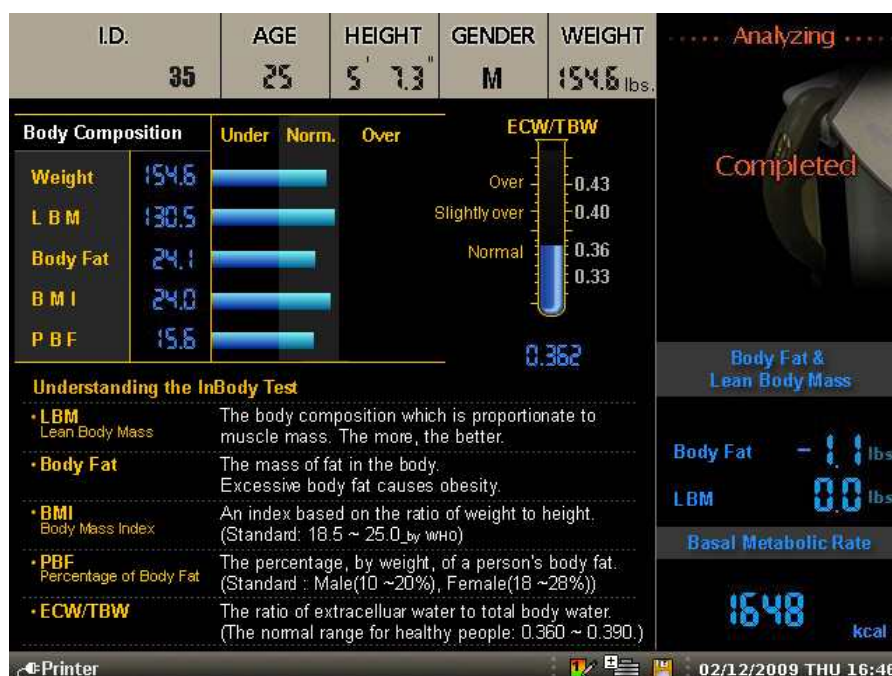 I.D. AGE HEIGHT GENDER WEIGHT
35 25 5' 7.3" M 154.6 lbs.
Body Composition Under Norm. Over
Weight 154.6
LBM 130.5
Body Fat 24.1
BMI 24.0
PBF 15.6
ECW/TBW
Over 0.43
Slightly over 0.40
Normal 0.36
0.33
0.362
Understanding the InBody Test
· LBM The body composition which is proportionate to
Lean Body Mass muscle mass. The more, the better.
· Body Fat The mass of fat in the body.
Excessive body fat causes obesity.
· BMI An index based on the ratio of weight to height.
Body Mass Index (Standard: 18.5 ~ 25.0_by WHO)
· PBF The percentage, by weight, of a person's body fat.
Percentage of Body Fat (Standard : Male(10 ~20%), Female(18 ~28%))
· ECW/TBW The ratio of extracelluar water to total body water.
(The normal range for healthy people: 0.360 ~ 0.390.)
····· Analyzing ····
Completed
Body Fat &
Lean Body Mass
Body Fat -1.1 lbs
LBM 0.0 lbs
Basal Metabolic Rate
1648 kcal
Printer 02/12/2009 THU 16:46